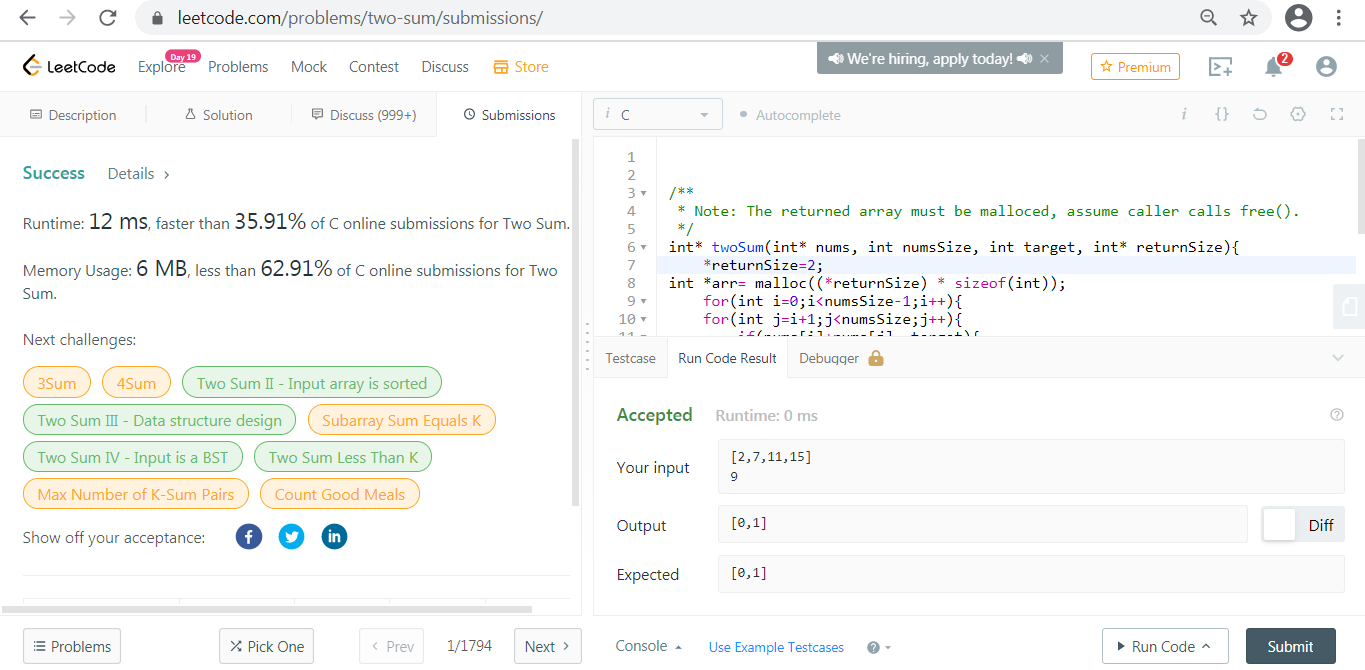 leetcode.com/problems/two-sum/submissions/
LeetCode
Explore
Day 19
Problems
Mock
Contest
Discuss
Store
We're hiring, apply today!
Premium
2
Description
Solution
Discuss (999+)
Submissions
i C
Autocomplete
i
{}
Success
Details >
Runtime: 12 ms, faster than 35.91% of C online submissions for Two Sum.
Memory Usage: 6 MB, less than 62.91% of C online submissions for Two
Sum.
Next challenges:
3Sum
4Sum
Two Sum II - Input array is sorted
Two Sum III - Data structure design
Subarray Sum Equals K
Two Sum IV - Input is a BST
Two Sum Less Than K
Max Number of K-Sum Pairs
Count Good Meals
Show off your acceptance:
1
2
3 /**
4 * Note: The returned array must be malloced, assume caller calls free().
5 */
6 int* twoSum(int* nums, int numsSize, int target, int* returnSize){
7 *returnSize=2;
8 int *arr= malloc((*returnSize) * sizeof(int));
9 for(int i=0;i<numsSize-1;i++){
10 for(int j=i+1;j<numsSize;j++){
Testcase
Run Code Result
Debugger
Accepted
Runtime: 0 ms
Your input
[2,7,11,15]
9
Output
[0,1]
Diff
Expected
[0,1]
Problems
Pick One
< Prev
1/1794
Next >
Console
Use Example Testcases
Run Code
Submit